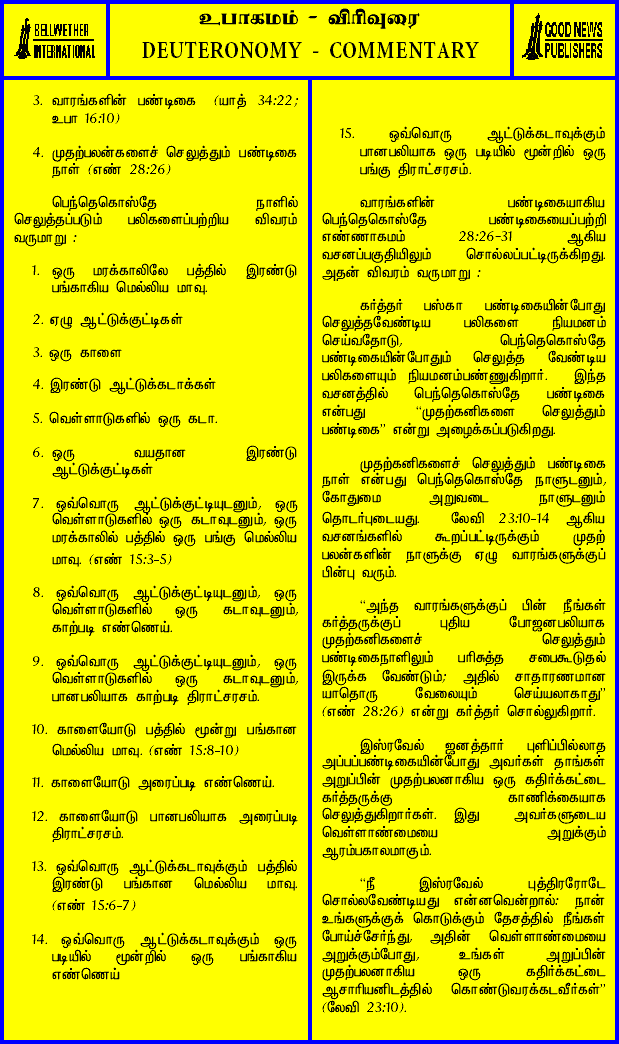 BELLWETHER
INTERNATIONAL
உபாகமம் - விரிவுரை
DEUTERONOMY - COMMENTARY
GOOD NEWS
PUBLISHERS
3. வாரங்களின் பண்டிகை (யாத் 34:22;
உபா 16:10)
4. முதற்பலன்களைச் செலுத்தும் பண்டிகை
நாள் (எண் 28:26)
பெந்தெகொஸ்தே நாளில்
செலுத்தப்படும் பலிகளைப்பற்றிய விவரம்
வருமாறு :
1. ஒரு மரக்காலிலே பத்தில் இரண்டு
பங்காகிய மெல்லிய மாவு.
2. ஏழு ஆட்டுக்குட்டிகள்
3. ஒரு காளை
4. இரண்டு ஆட்டுக்கடாக்கள்
5. வெள்ளாடுகளில் ஒரு கடா.
6. ஒரு வயதான இரண்டு
ஆட்டுக்குட்டிகள்
7. ஒவ்வொரு ஆட்டுக்குட்டியுடனும், ஒரு
வெள்ளாடுகளில் ஒரு கடாவுடனும், ஒரு
மரக்காலில் பத்தில் ஒரு பங்கு மெல்லிய
மாவு. (எண் 15:3-5)
8. ஒவ்வொரு ஆட்டுக்குட்டியுடனும், ஒரு
வெள்ளாடுகளில் ஒரு கடாவுடனும்,
காற்படி எண்ணெய்.
9. ஒவ்வொரு ஆட்டுக்குட்டியுடனும், ஒரு
வெள்ளாடுகளில் ஒரு கடாவுடனும்,
பானபலியாக காற்படி திராட்சரசம்.
10. காளையோடு பத்தில் மூன்று பங்கான
மெல்லிய மாவு. (எண் 15:8-10)
11. காளையோடு அரைப்படி எண்ணெய்.
12. காளையோடு பானபலியாக அரைப்படி
திராட்சரசம்.
13. ஒவ்வொரு ஆட்டுக்கடாவுக்கும் பத்தில்
இரண்டு பங்கான மெல்லிய மாவு.
(எண் 15:6-7)
14. ஒவ்வொரு ஆட்டுக்கடாவுக்கும் ஒரு
படியில் மூன்றில் ஒரு பங்காகிய
எண்ணெய்
15. ஒவ்வொரு ஆட்டுக்கடாவுக்கும்
பானபலியாக ஒரு படியில் மூன்றில் ஒரு
பங்கு திராட்சரசம்.
வாரங்களின் பண்டிகையாகிய
பெந்தெகொஸ்தே பண்டிகையைப்பற்றி
எண்ணாகமம் 28:26-31 ஆகிய
வசனப்பகுதியிலும் சொல்லப்பட்டிருக்கிறது.
அதன் விவரம் வருமாறு :
கர்த்தர் பஸ்கா பண்டிகையின்போது
செலுத்தவேண்டிய பலிகளை நியமனம்
செய்வதோடு, பெந்தெகொஸ்தே
பண்டிகையின்போதும் செலுத்த வேண்டிய
பலிகளையும் நியமனம்பண்ணுகிறார். இந்த
வசனத்தில் பெந்தெகொஸ்தே பண்டிகை
என்பது "முதற்கனிகளை செலுத்தும்
பண்டிகை" என்று அழைக்கப்படுகிறது.
முதற்கனிகளைச் செலுத்தும் பண்டிகை
நாள் என்பது பெந்தெகொஸ்தே நாளுடனும்,
கோதுமை அறுவடை நாளுடனும்
தொடர்புடையது. லேவி 23:10-14 ஆகிய
வசனங்களில் கூறப்பட்டிருக்கும் முதற்
பலன்களின் நாளுக்கு ஏழு வாரங்களுக்குப்
பின்பு வரும்.
"அந்த வாரங்களுக்குப் பின் நீங்கள்
கர்த்தருக்குப் புதிய போஜனபலியாக
முதற்கனிகளைச் செலுத்தும்
பண்டிகைநாளிலும் பரிசுத்த சபைகூடுதல்
இருக்க வேண்டும்; அதில் சாதாரணமான
யாதொரு வேலையும் செய்யலாகாது"
(எண் 28:26) என்று கர்த்தர் சொல்லுகிறார்.
இஸ்ரவேல் ஜனத்தார் புளிப்பில்லாத
அப்பப்பண்டிகையின்போது அவர்கள் தாங்கள்
அறுப்பின் முதற்பலனாகிய ஒரு கதிர்க்கட்டை
கர்த்தருக்கு காணிக்கையாக
செலுத்துகிறார்கள். இது அவர்களுடைய
வெள்ளாண்மையை அறுக்கும்
ஆரம்பகாலமாகும்.
"நீ இஸ்ரவேல் புத்திரரோடே
சொல்லவேண்டியது என்னவென்றால்: நான்
உங்களுக்குக் கொடுக்கும் தேசத்தில் நீங்கள்
போய்ச்சேர்ந்து, அதின் வெள்ளாண்மையை
அறுக்கும்போது, உங்கள் அறுப்பின்
முதற்பலனாகிய ஒரு கதிர்க்கட்டை
ஆசாரியனிடத்தில் கொண்டுவரக்கடவீர்கள்"
(லேவி 23:10).